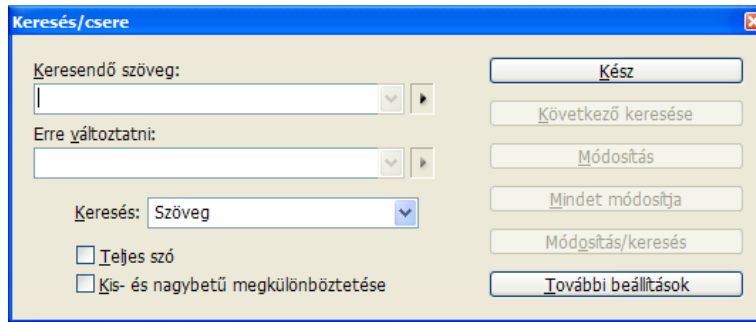 Keresés/csere
Keresendő szöveg:
Erre változtatni:
Keresés: Szöveg
Teljes szó
Kis- és nagybetű megkülönböztetése
Kész
Következő keresése
Módosítás
Mindet módosítja
Módosítás/keresés
További beállítások